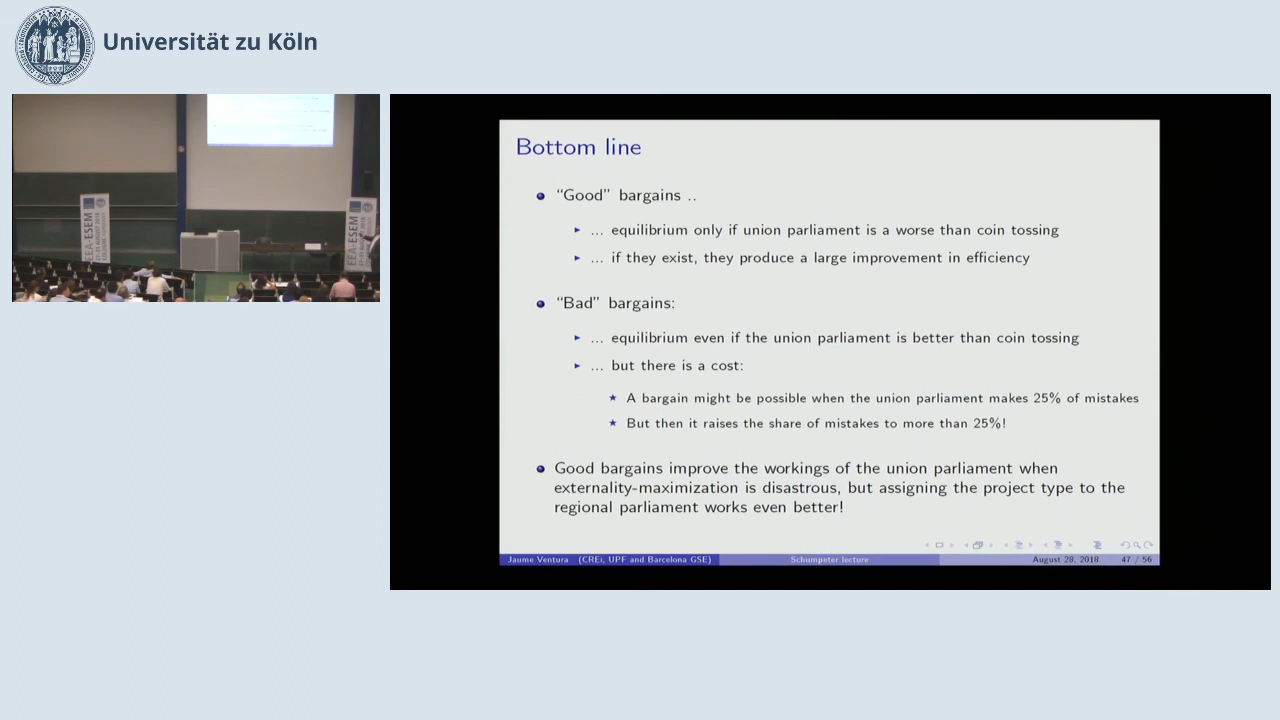 Universität zu Köln
EEA-ESEM
EEA-ESEM
Bottom line
“Good” bargains ..
... equilibrium only if union parliament is a worse than coin tossing
... if they exist, they produce a large improvement in efficiency
“Bad” bargains:
... equilibrium even if the union parliament is better than coin tossing
... but there is a cost:
A bargain might be possible when the union parliament makes 25% of mistakes
But then it raises the share of mistakes to more than 25%!
Good bargains improve the workings of the union parliament when
externality-maximization is disastrous, but assigning the project type to the
regional parliament works even better!
Jaume Ventura (CREi, UPF and Barcelona GSE) Schumpeter lecture August 28, 2018 47 / 56